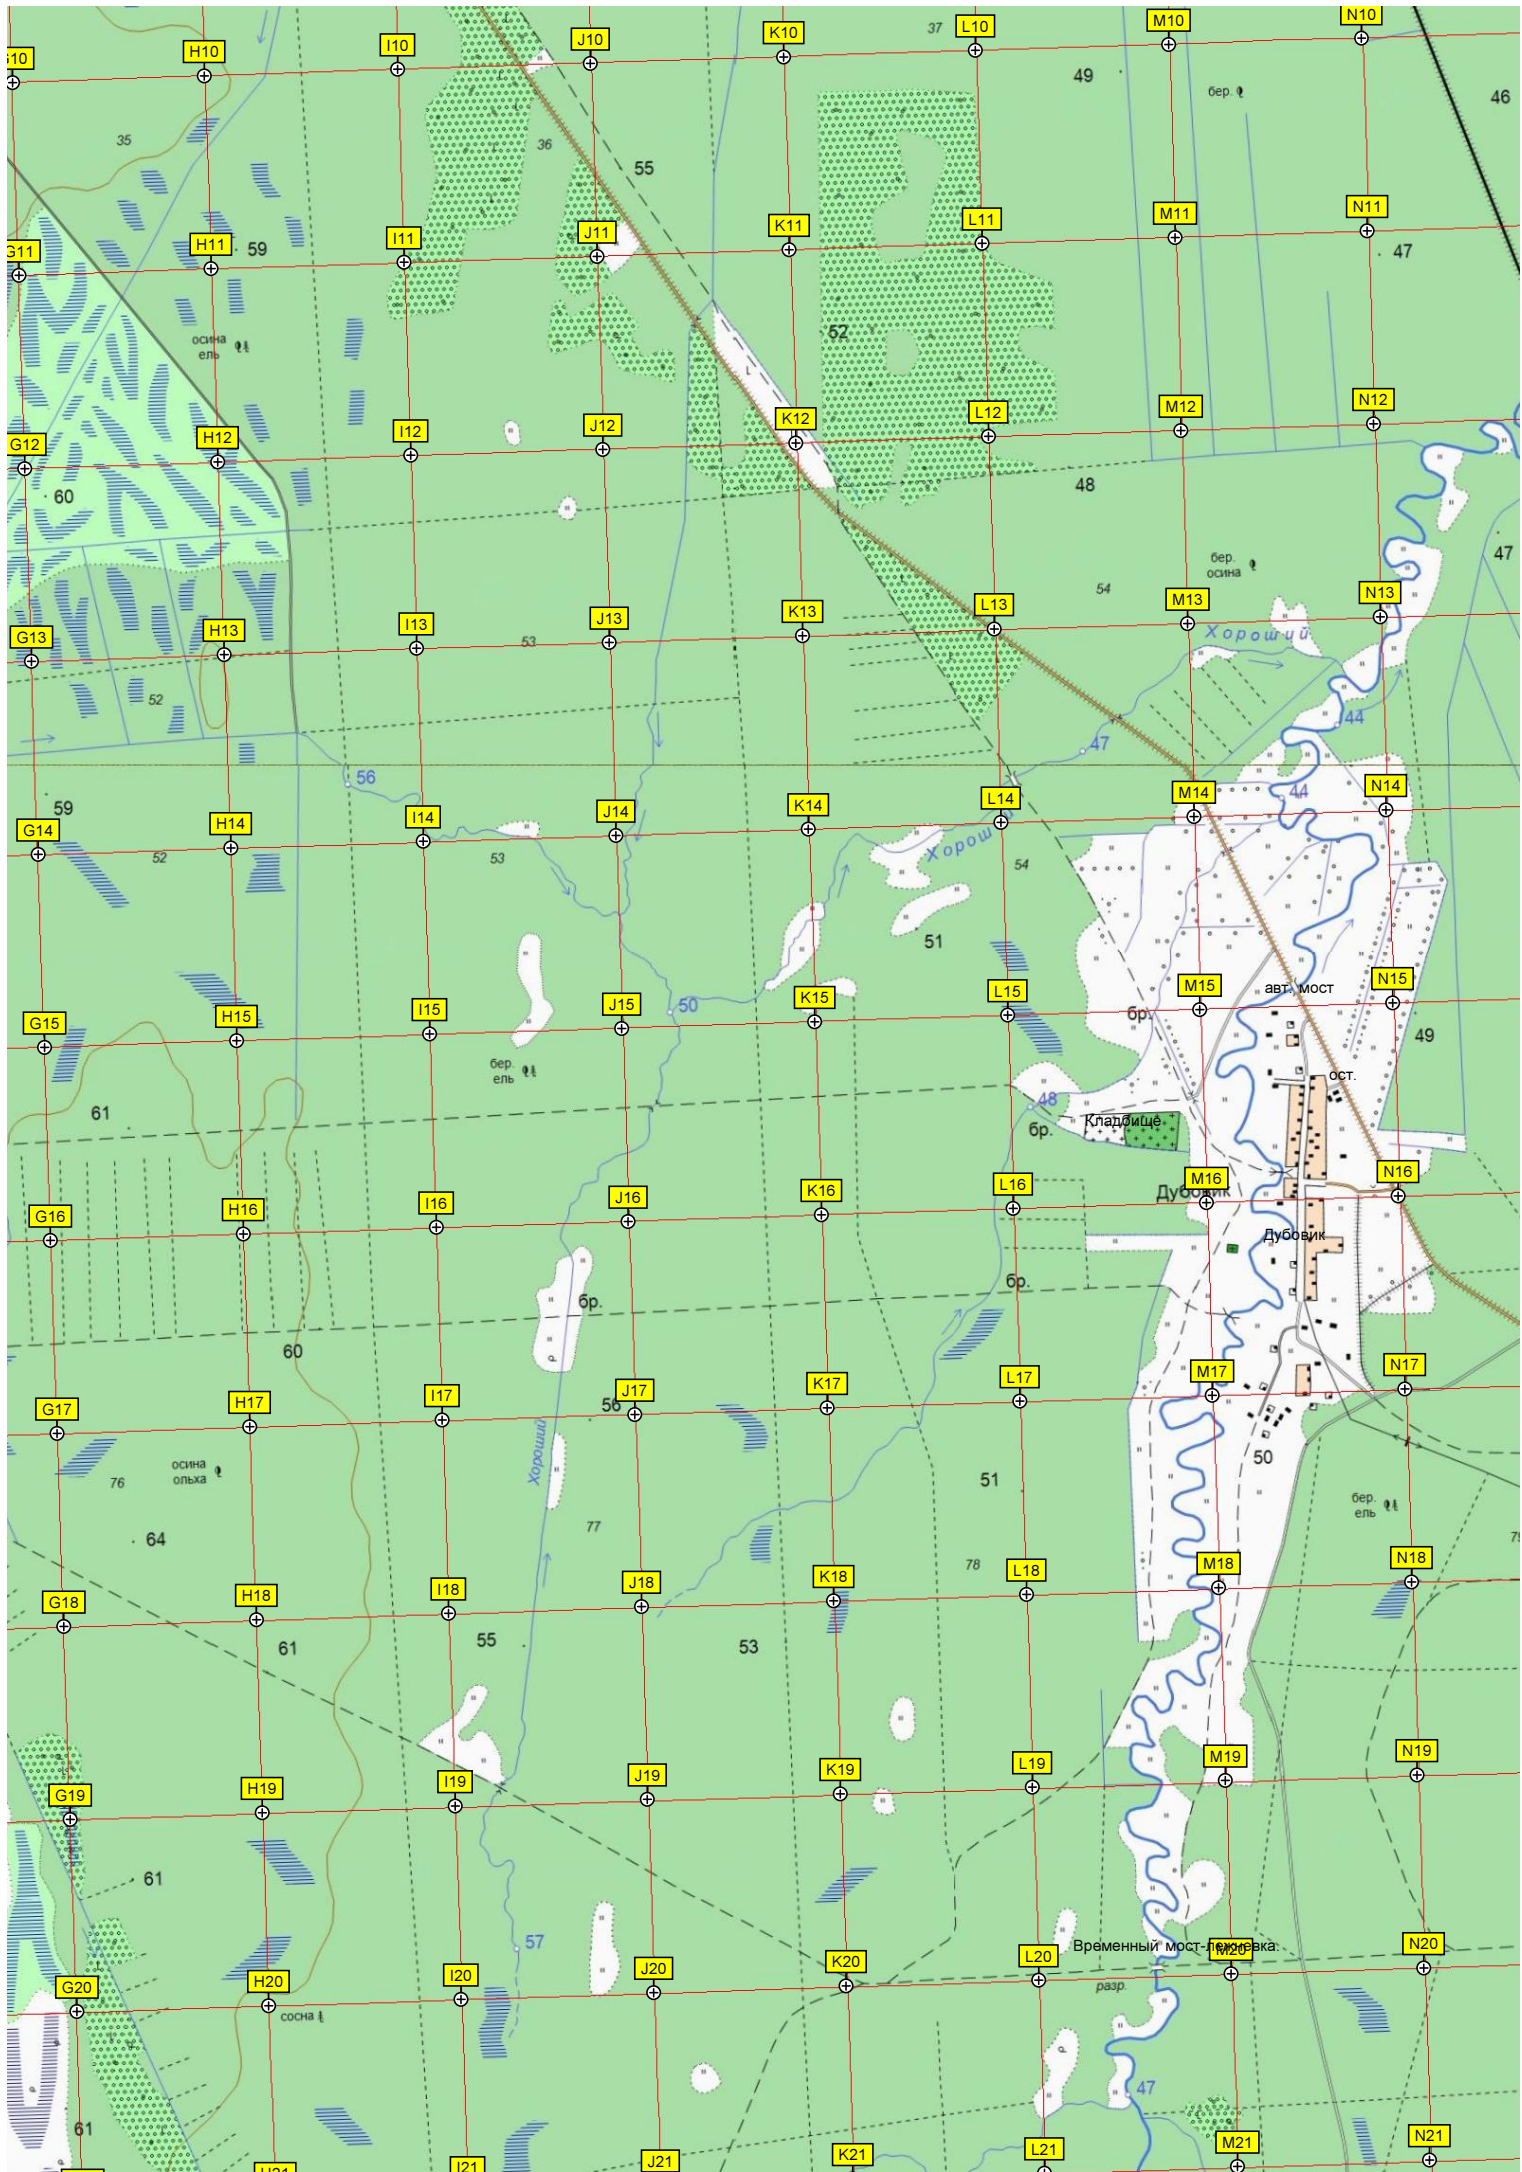 37
H10 I10 J10 K10 L10 M10 N10
49
бер.
46
35
36
55
G11 H11 I11 J11 K11 L11 M11 N11
59
47
осина
ель
52
G12 H12 I12 J12 K12 L12 M12 N12
60
48
47
бер.
осина
54
G13 H13 I13 J13 K13 L13 M13 N13
53
Хороший
52
44
47
56
44
59
G14 H14 I14 J14 K14 L14 M14 N14
52
53
54
51
авт. мост
G15 H15 I15 J15 K15 L15 M15 N15
50
бр.
49
бер.
ель
ост.
48
61
Кладбище
бр.
G16 H16 I16 J16 K16 L16 M16 N16
Дубовик
Дубовик
бр.
бр.
60
G17 H17 I17 J17 K17 L17 M17 N17
56
Хороший
50
осина
ольха
76
51
бер.
ель
77
64
78
G18 H18 I18 J18 K18 L18 M18 N18
61
55
53
G19 H19 I19 J19 K19 L19 M19 N19
61
57
Временный мост-лежневка.
G20 H20 I20 J20 K20 L20 M20 N20
разр.
сосна
47
61
I21 J21 K21 L21 M21 N21